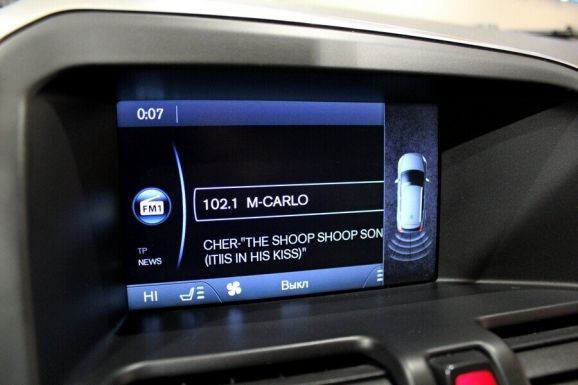 0:07
102.1 M-CARLO
FM1
CHER-"THE SHOOP SHOOP SON
(ITIIS IN HIS KISS)"
TP
NEWS
HI
Выкл